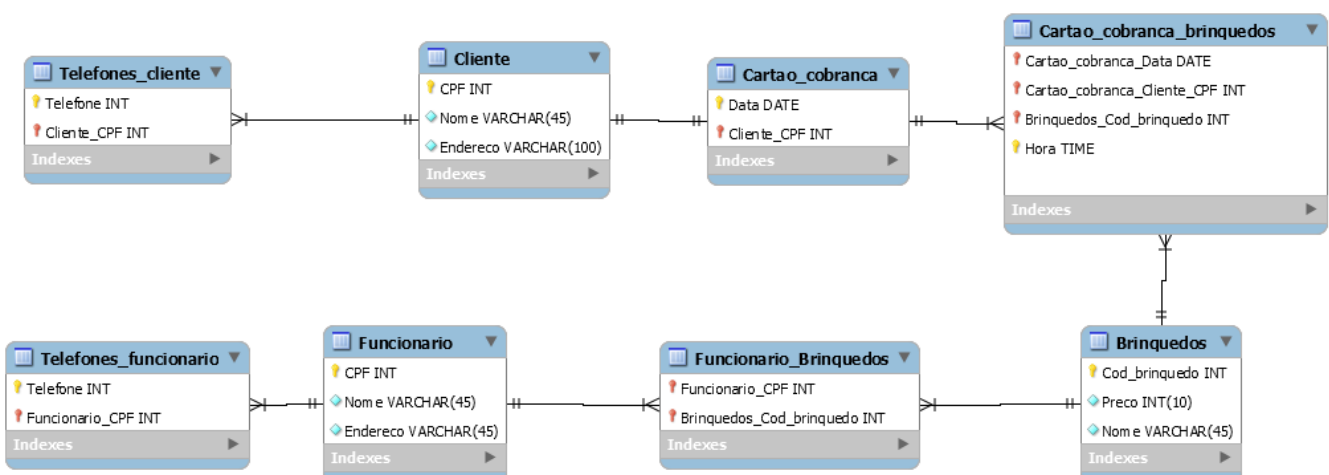 Telefones_cliente
Telefone INT
Cliente_CPF INT
Indexes
Cliente
CPF INT
Nome VARCHAR(45)
Endereco VARCHAR(100)
Indexes
Cartao_cobranca
Data DATE
Cliente_CPF INT
Indexes
Cartao_cobranca_brinquedos
Cartao_cobranca_Data DATE
Cartao_cobranca_Cliente_CPF INT
Brinquedos_Cod_brinquedo INT
Hora TIME
Indexes
Telefones_funcionario
Telefone INT
Funcionario_CPF INT
Indexes
Funcionario
CPF INT
Nome VARCHAR(45)
Endereco VARCHAR(45)
Indexes
Funcionario_Brinquedos
Funcionario_CPF INT
Brinquedos_Cod_brinquedo INT
Indexes
Brinquedos
Cod_brinquedo INT
Preco INT(10)
Nome VARCHAR(45)
Indexes